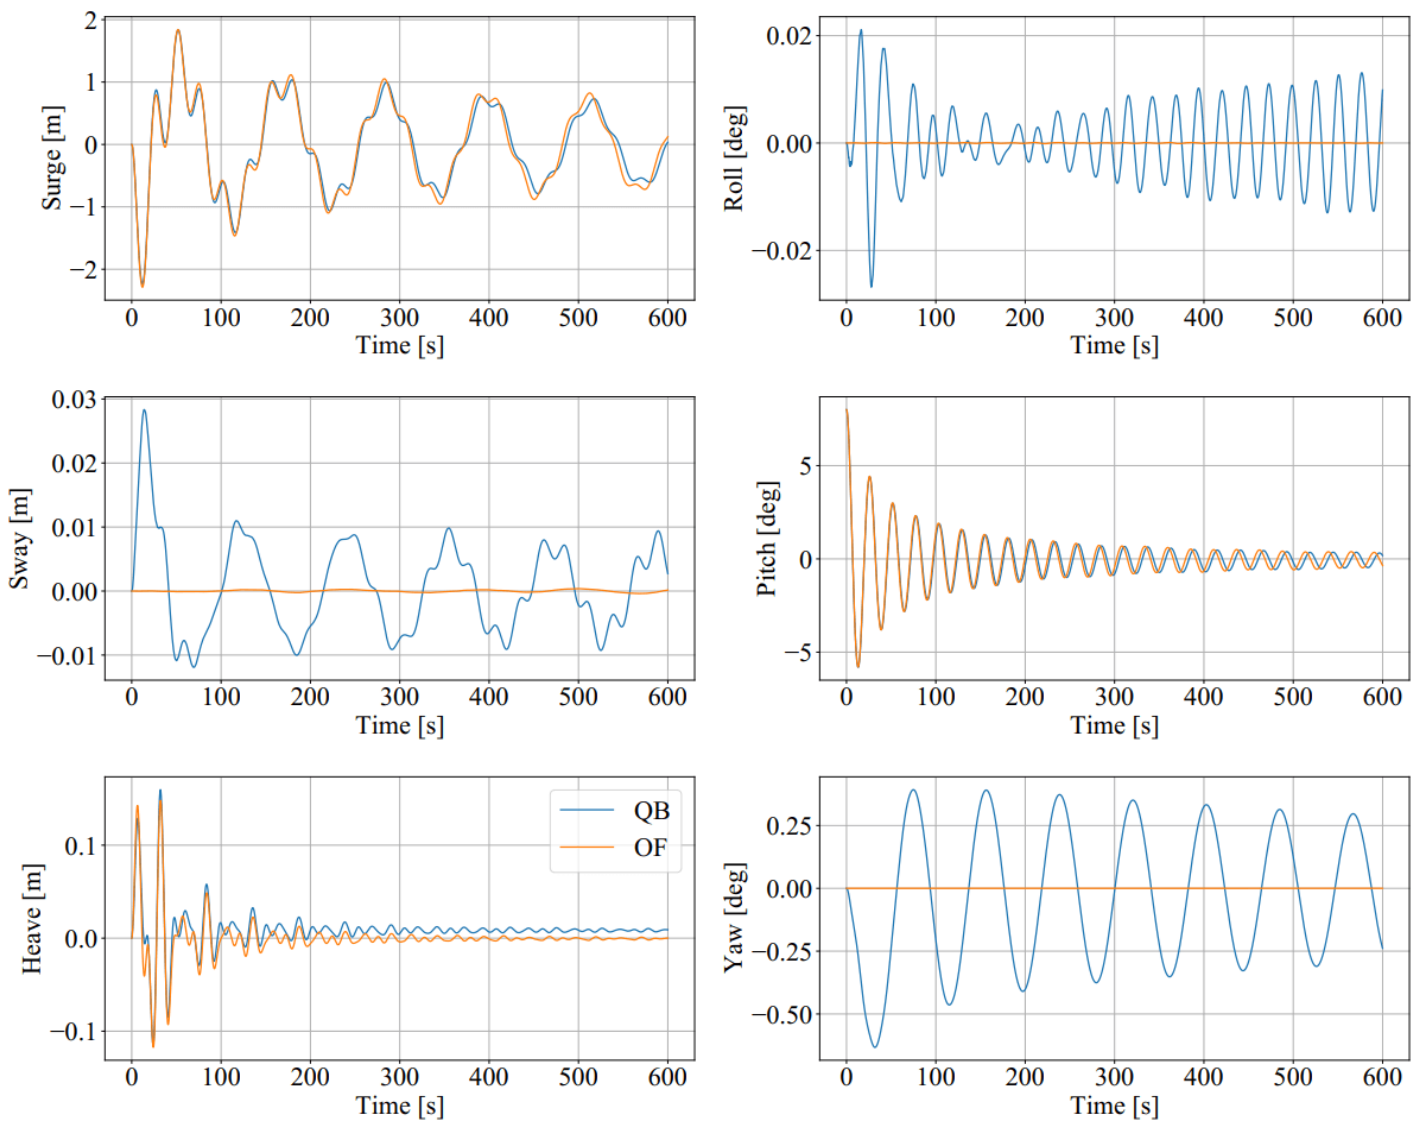 Surge [m]
2
1
0
−1
−2
0 100 200 300 400 500 600
Time [s]
Roll [deg]
0.02
0.00
−0.02
0 100 200 300 400 500 600
Time [s]
Sway [m]
0.03
0.02
0.01
0.00
−0.01
0 100 200 300 400 500 600
Time [s]
Pitch [deg]
5
0
−5
0 100 200 300 400 500 600
Time [s]
Heave [m]
0.1
0.0
−0.1
QB
OF
0 100 200 300 400 500 600
Time [s]
Yaw [deg]
0.25
0.00
−0.25
−0.50
0 100 200 300 400 500 600
Time [s]